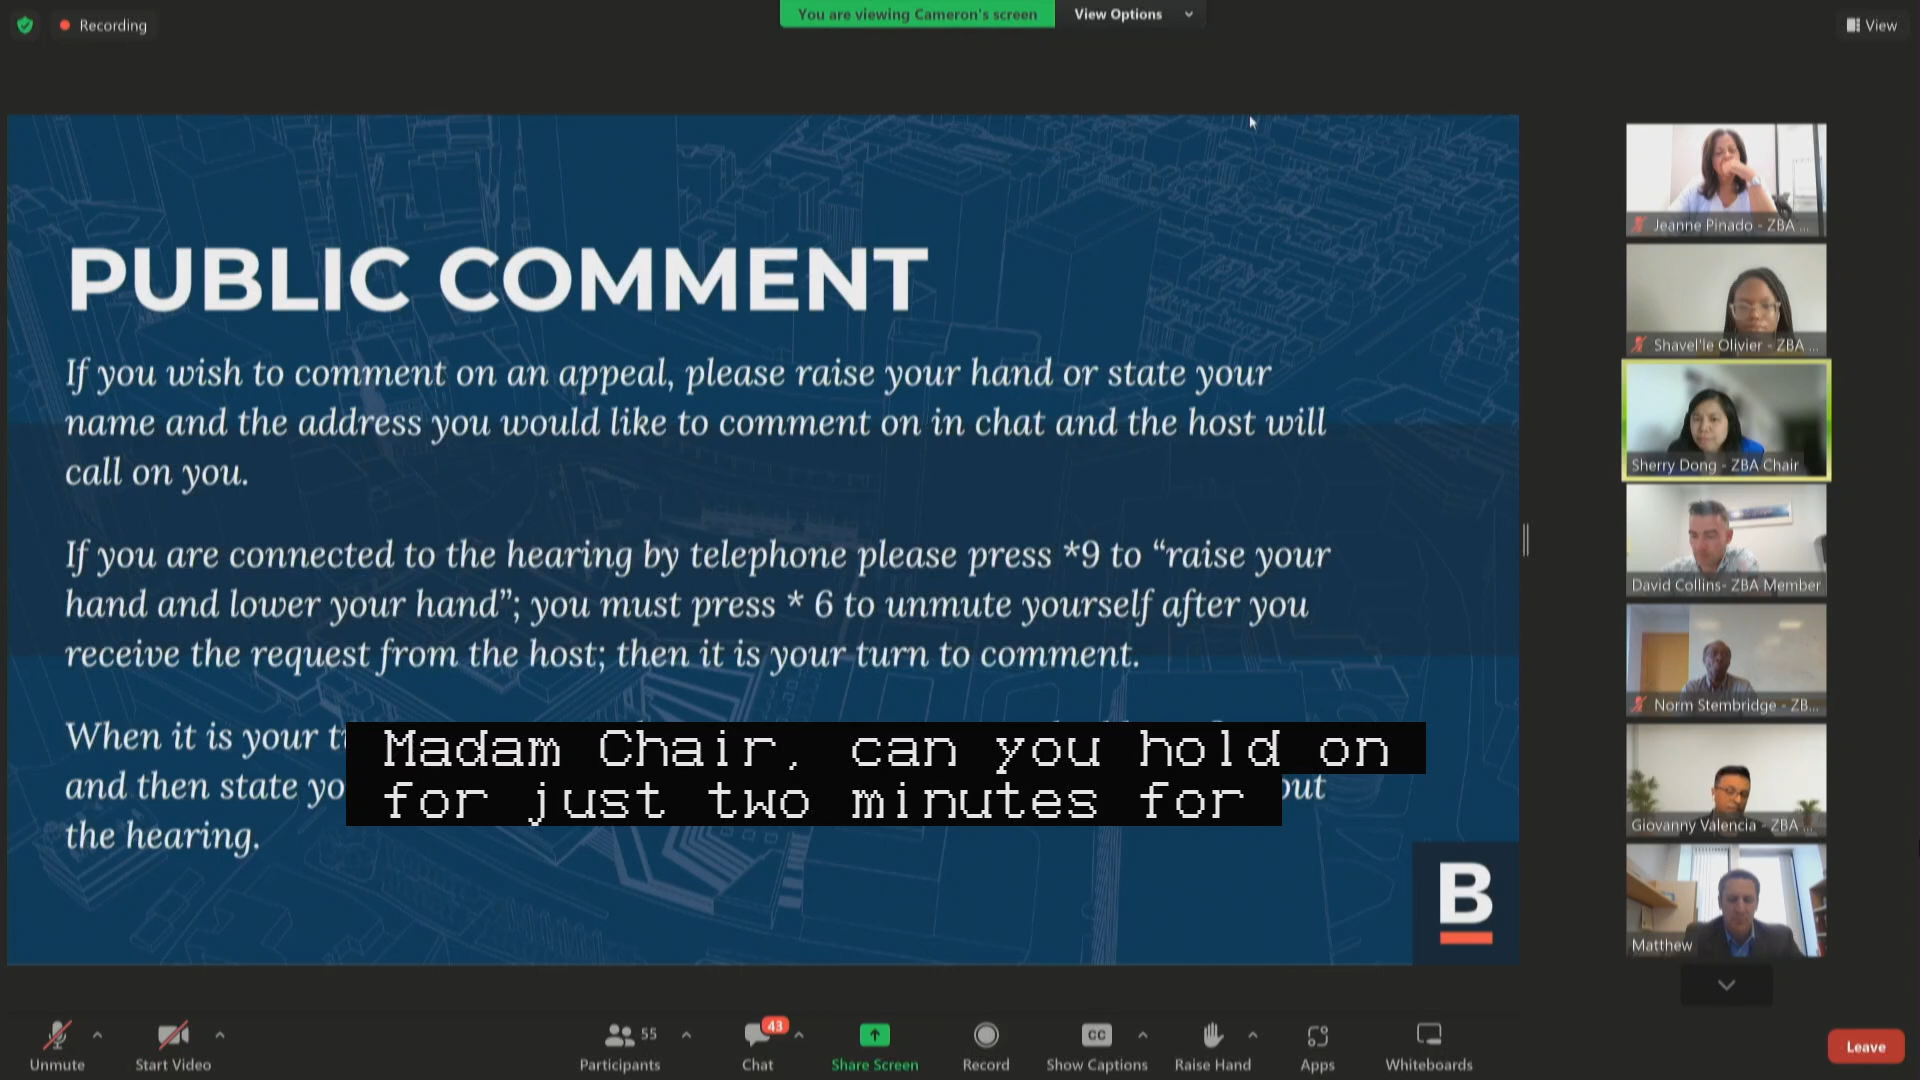 Recording
You are viewing Cameron's screen
View Options
View
PUBLIC COMMENT
If you wish to comment on an appeal, please raise your hand or state your
name and the address you would like to comment on in chat and the host will
call on you.
If you are connected to the hearing by telephone please press *9 to “raise your
hand and lower your hand”; you must press * 6 to unmute yourself after you
receive the request from the host; then it is your turn to comment.
When it is your
and then state
the hearing.
Madam Chair, can you hold on
for just two minutes for
B
Jeanne Pinado - ZBA ...
Shavel'le Olivier - ZBA ...
Sherry Dong - ZBA Chair
David Collins- ZBA Member
Norm Stembridge - ZB...
Giovanny Valencia - ZBA ...
Matthew
Unmute
Start Video
55
Participants
43
Chat
Share Screen
Record
CC
Show Captions
Raise Hand
Apps
Whiteboards
Leave